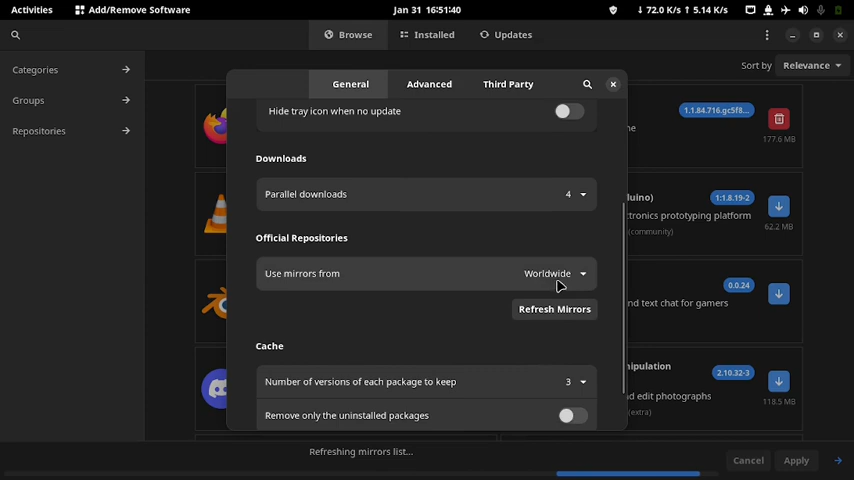 Activities
Add/Remove Software
Jan 31 16:51:40
↓ 72.0 K/s ↑ 5.14 K/s
Browse
Installed
Updates
Sort by
Relevance
Categories
Groups
Repositories
General
Advanced
Third Party
Hide tray icon when no update
Downloads
Parallel downloads
4
Official Repositories
Use mirrors from
Worldwide
Refresh Mirrors
Cache
Number of versions of each package to keep
3
Remove only the uninstalled packages
1.1.84.716.gc5f8...
177.6 MB
1:1.8.19-2
ctronics prototyping platform
(community)
62.2 MB
0.0.24
nd text chat for gamers
nipulation
2.10.32-3
nd edit photographs
(extra)
118.5 MB
Refreshing mirrors list...
Cancel
Apply